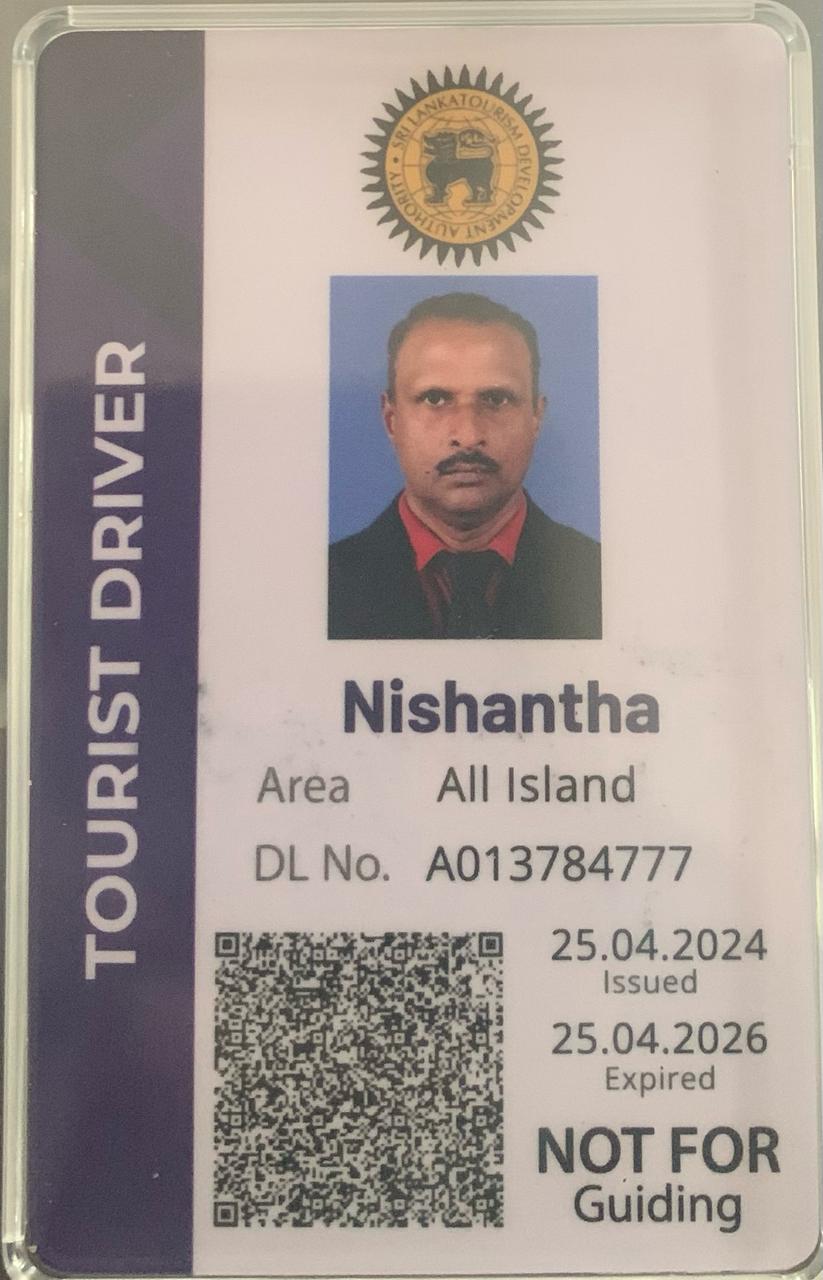 SRI LANKA TOURISM DEVELOPMENT AUTHORITY
TOURIST DRIVER
Nishantha
Area All Island
DL No. A013784777
25.04.2024
Issued
25.04.2026
Expired
NOT FOR
Guiding